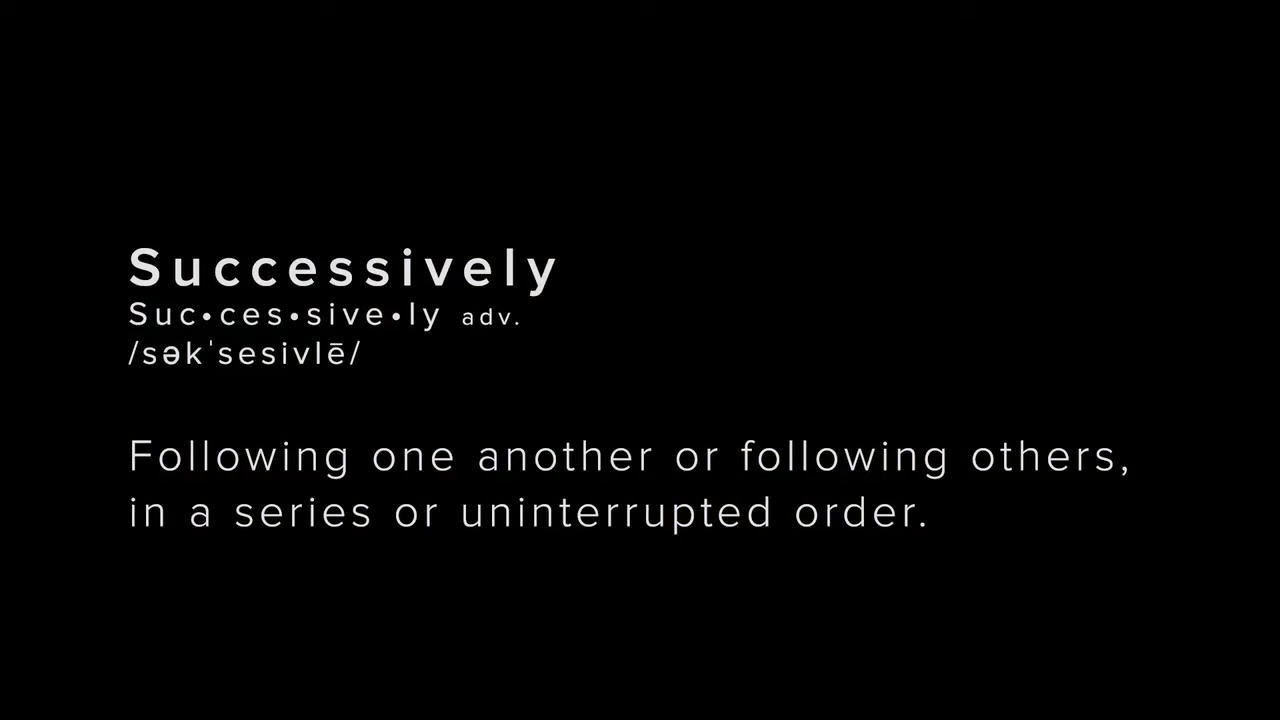 Successively
Suc•ces•sive•ly adv.
/səkˈsesivlē/
Following one another or following others,
in a series or uninterrupted order.